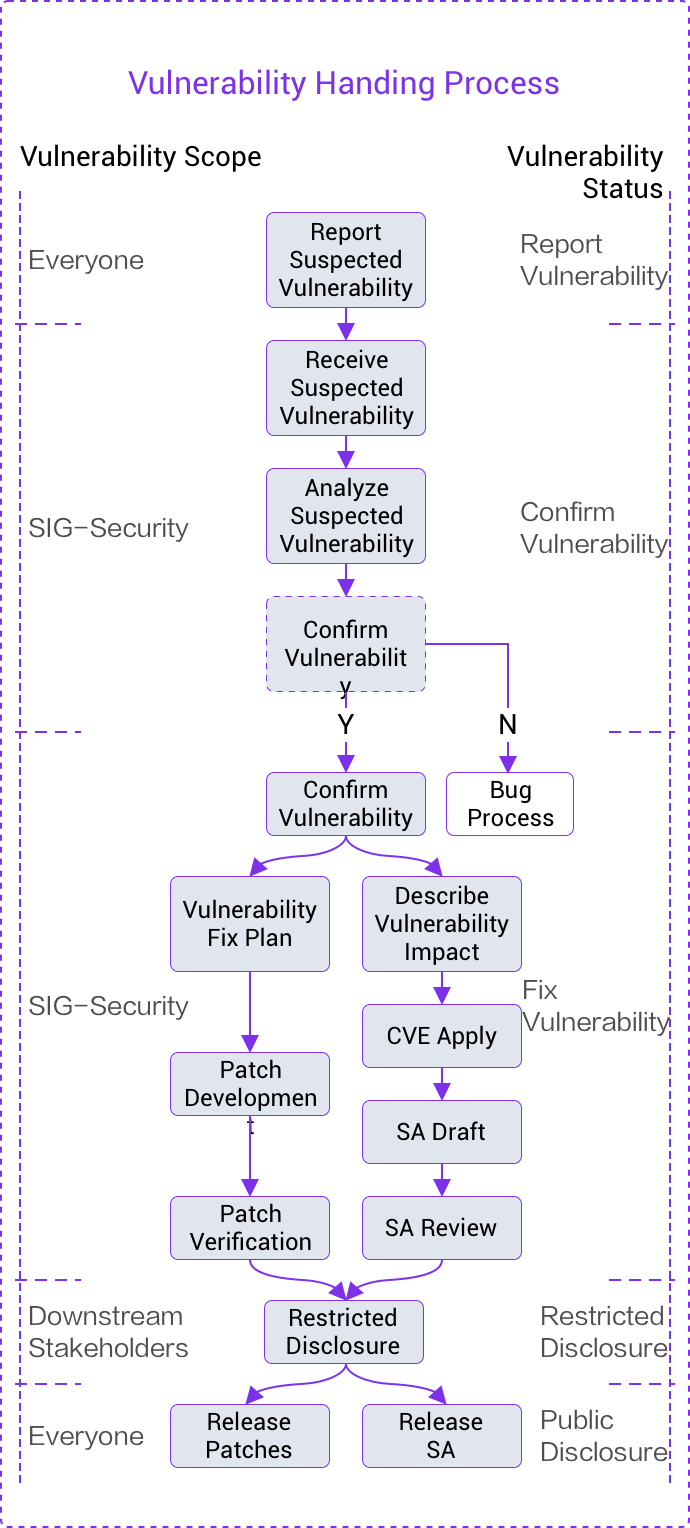 Vulnerability Handing Process
Vulnerability Scope
Vulnerability
Status
Everyone
Report
Suspected
Vulnerability
Report
Vulnerability
Receive
Suspected
Vulnerability
Analyze
Suspected
Vulnerability
SIG-Security
Confirm
Vulnerability
Confirm
Vulnerabilit
y
Y
N
Confirm
Vulnerability
Bug
Process
Vulnerability
Fix Plan
Describe
Vulnerability
Impact
SIG-Security
Fix
Vulnerability
CVE Apply
Patch
Developmen
t
SA Draft
Patch
Verification
SA Review
Downstream
Stakeholders
Restricted
Disclosure
Restricted
Disclosure
Everyone
Release
Patches
Release
SA
Public
Disclosure